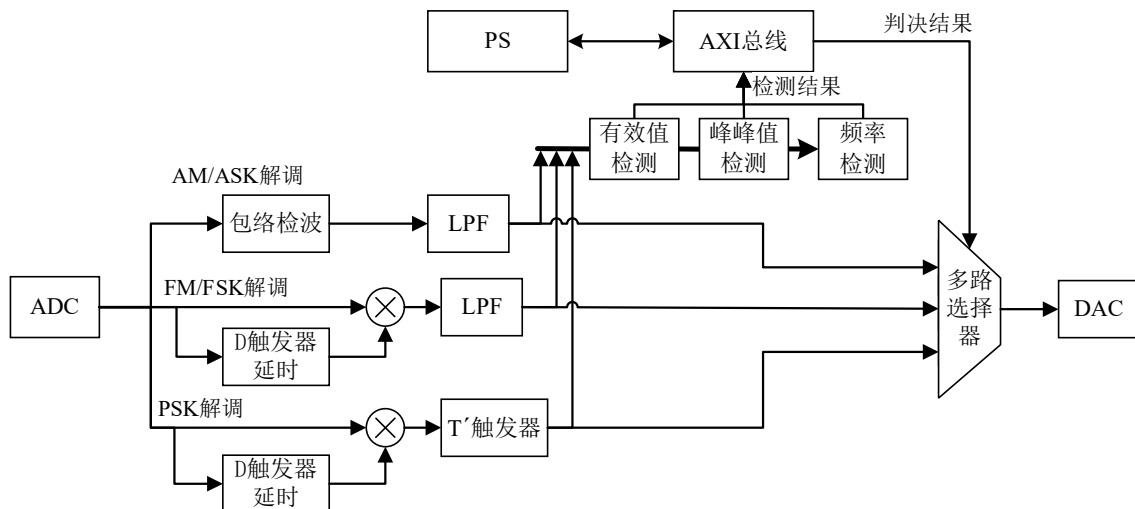 PS
AXI总线
判决结果
检测结果
有效值
检测
峰峰值
检测
频率
检测
AM/ASK解调
包络检波
LPF
ADC
FM/FSK解调
LPF
D触发器
延时
多路
选择
器
DAC
PSK解调
T´触发器
D触发器
延时